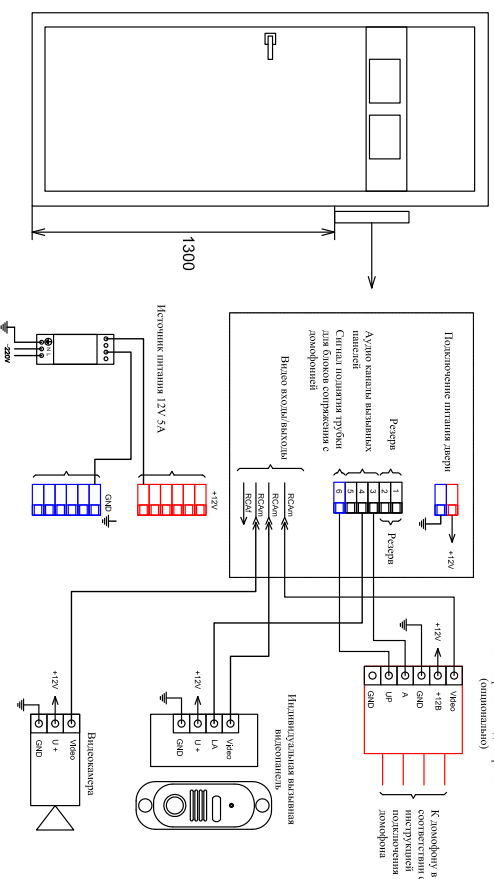 (опционально)
К домофону в
соответствии с
инструкцией
подключения
домофона
Video
+12В
GND
A
UP
GND
+12V
Подключение питания двери
+12V
Резерв
1
2
3
4
5
6
Резерв
Аудио каналы вызывных
панелей
Сигнал поднятия трубки
для блоков сопряжения с
домофонией
Видео входы/выходы
RCAm
RCAm
RCAm
RCAf
Индивидуальная вызывная
видеопанель
Video
LA
U +
GND
+12V
Видеокамера
Video
U +
GND
+12V
1300
Источник питания 12V 5A
N L
~220V
+12V
GND